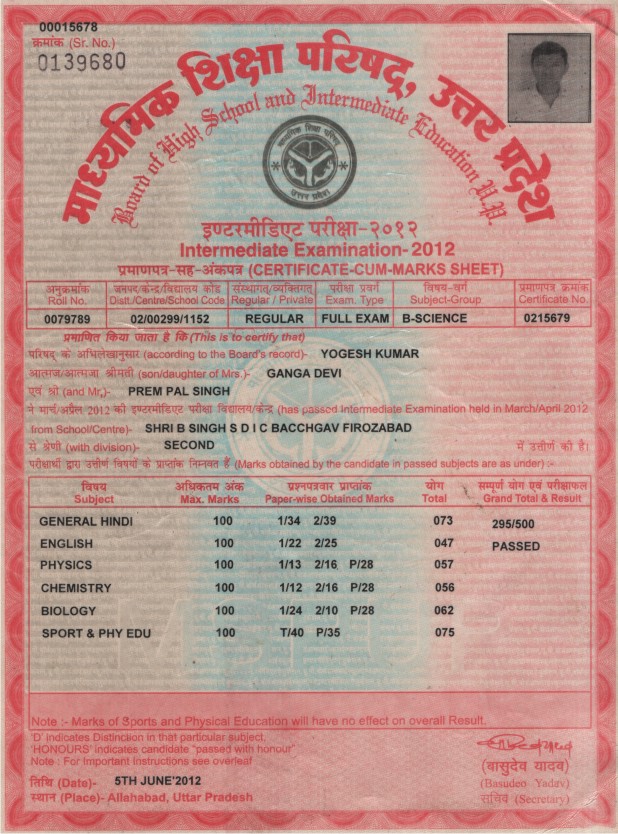 00015678
क्रमांक (Sr. No.)
0139680
माध्यमिक शिक्षा परिषद्, उत्तर प्रदेश
Board of High School and Intermediate Education U.P.
माध्यमिक शिक्षा परिषद्
उत्तर प्रदेश
इण्टरमीडिएट परीक्षा-२०१२
Intermediate Examination- 2012
प्रमाणपत्र-सह-अंकपत्र (CERTIFICATE-CUM-MARKS SHEET)
अनुक्रमांक जनपद/केन्द्र/विद्यालय कोड संस्थागत/व्यक्तिगत परीक्षा प्रवर्ग विषय-वर्ग प्रमाणपत्र क्रमांक
Roll No. Distt./Centre/School Code Regular / Private Exam. Type Subject-Group Certificate No.
0079789 02/00299/1152 REGULAR FULL EXAM B-SCIENCE 0215679
प्रमाणित किया जाता है कि (This is to certify that)
परिषद् के अभिलेखानुसार (according to the Board's record)- YOGESH KUMAR
आत्मज/आत्मजा श्रीमती (son/daughter of Mrs.)- GANGA DEVI
एवं श्री (and Mr.)- PREM PAL SINGH
ने मार्च/अप्रैल 2012 की इण्टरमीडिएट परीक्षा विद्यालय/केन्द्र (has passed Intermediate Examination held in March/April 2012
from School/Centre)- SHRI B SINGH S D I C BACCHGAV FIROZABAD
से श्रेणी (with division)- SECOND में उत्तीर्ण की है।
परीक्षार्थी द्वारा उत्तीर्ण विषयों के प्राप्तांक निम्नवत हैं (Marks obtained by the candidate in passed subjects are as under) :-
विषय अधिकतम अंक प्रश्नपत्रवार प्राप्तांक योग सम्पूर्ण योग एवं परीक्षाफल
Subject Max. Marks Paper-wise Obtained Marks Total Grand Total & Result
GENERAL HINDI 100 1/34 2/39 073 295/500
ENGLISH 100 1/22 2/25 047 PASSED
PHYSICS 100 1/13 2/16 P/28 057
CHEMISTRY 100 1/12 2/16 P/28 056
BIOLOGY 100 1/24 2/10 P/28 062
SPORT & PHY EDU 100 T/40 P/35 075
Note :- Marks of Sports and Physical Education will have no effect on overall Result.
'D' indicates Distinction in that particular subject.
'HONOURS' indicates candidate "passed with honour"
Note : For Important Instructions see overleaf
(बासुदेव यादव)
तिथि (Date)- 5TH JUNE'2012
(Basudeo Yadav)
स्थान (Place)- Allahabad, Uttar Pradesh
सचिव (Secretary)